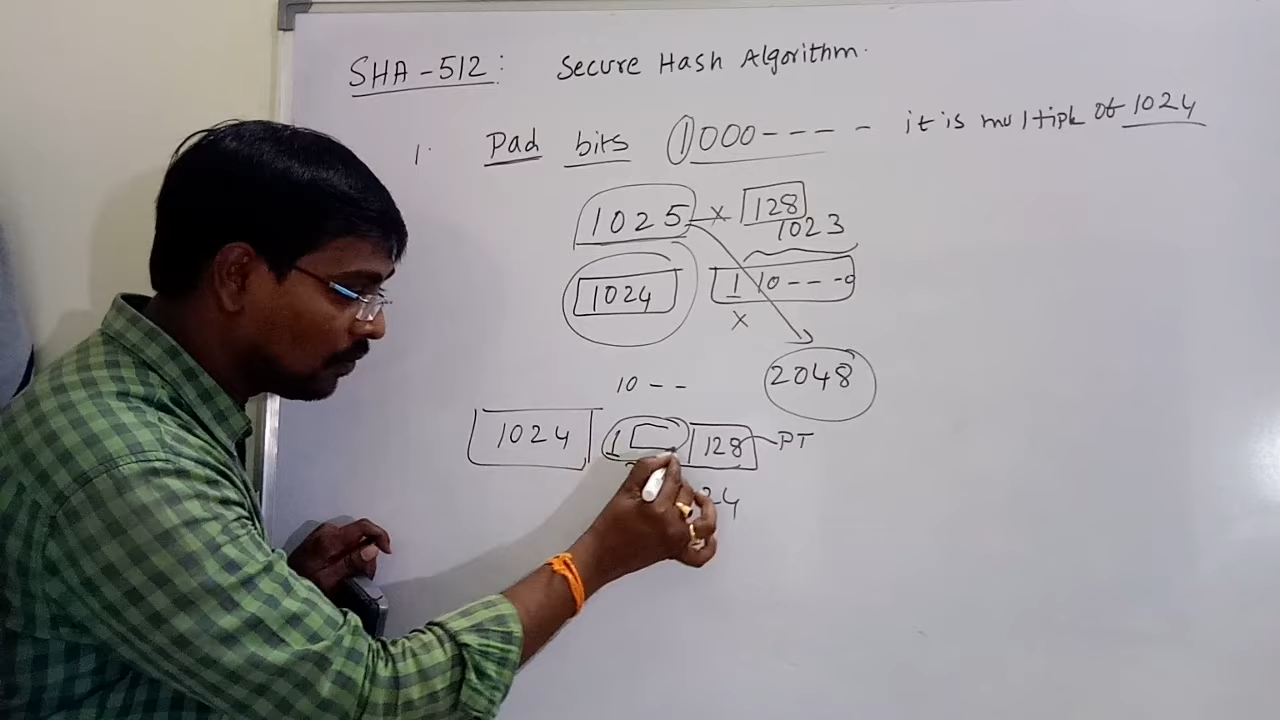 SHA-512: Secure Hash Algorithm.
1. Pad bits 1000---- it is multiple of 1024
1025 x 128
1023
1024 1 10---0
x
10-- 2048
1024 1 128 PT
24